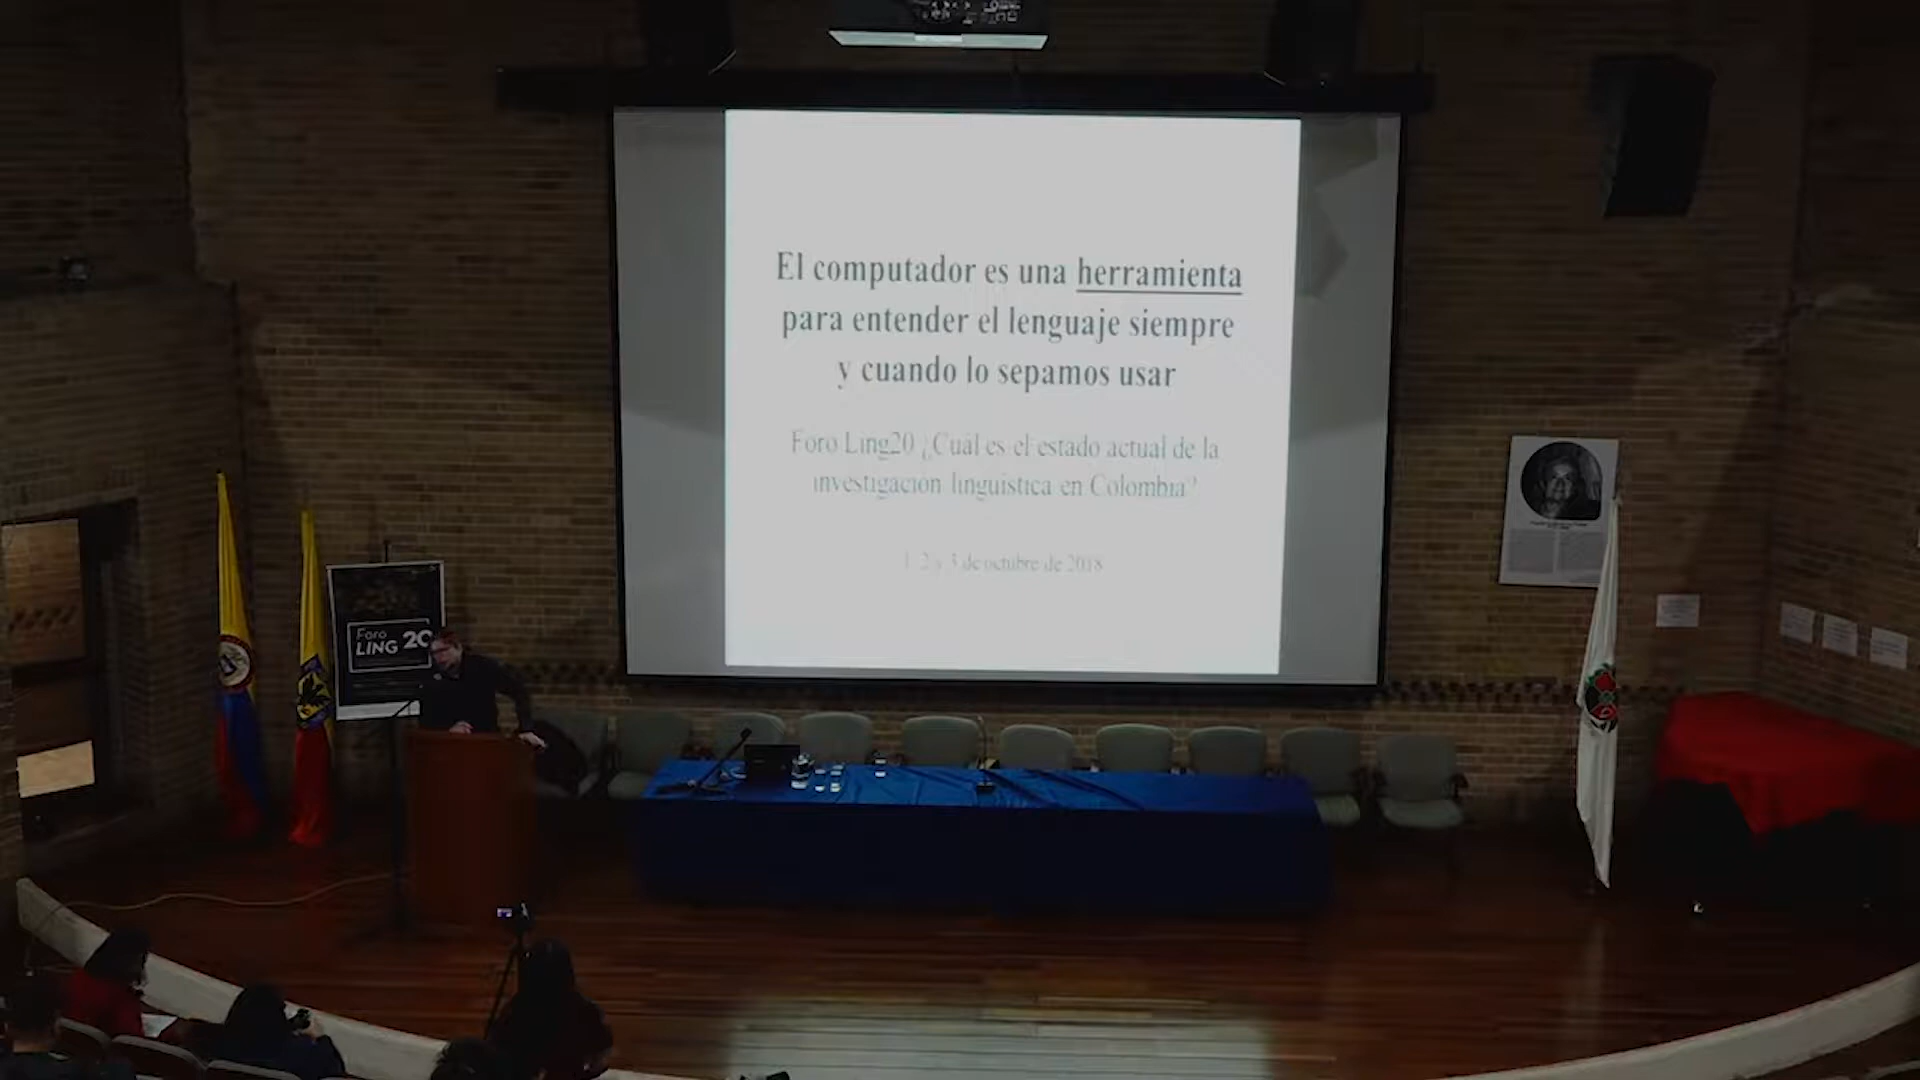 El computador es una herramienta
para entender el lenguaje siempre
y cuando lo sepamos usar
Foro Ling20 ¿Cuál es el estado actual de la
investigación lingüística en Colombia?
1, 2 y 3 de octubre de 2018
Foro
LING 20